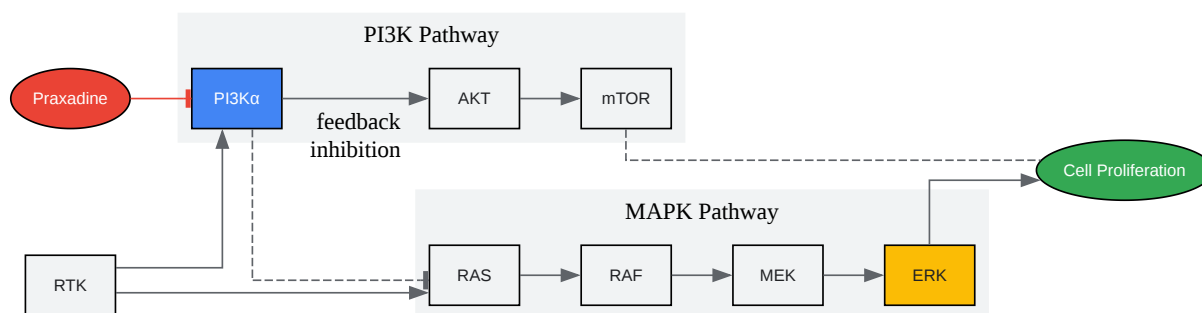 PI3K Pathway
Praxadine
PI3Kα
AKT
mTOR
feedback
inhibition
Cell Proliferation
MAPK Pathway
RTK
RAS
RAF
MEK
ERK